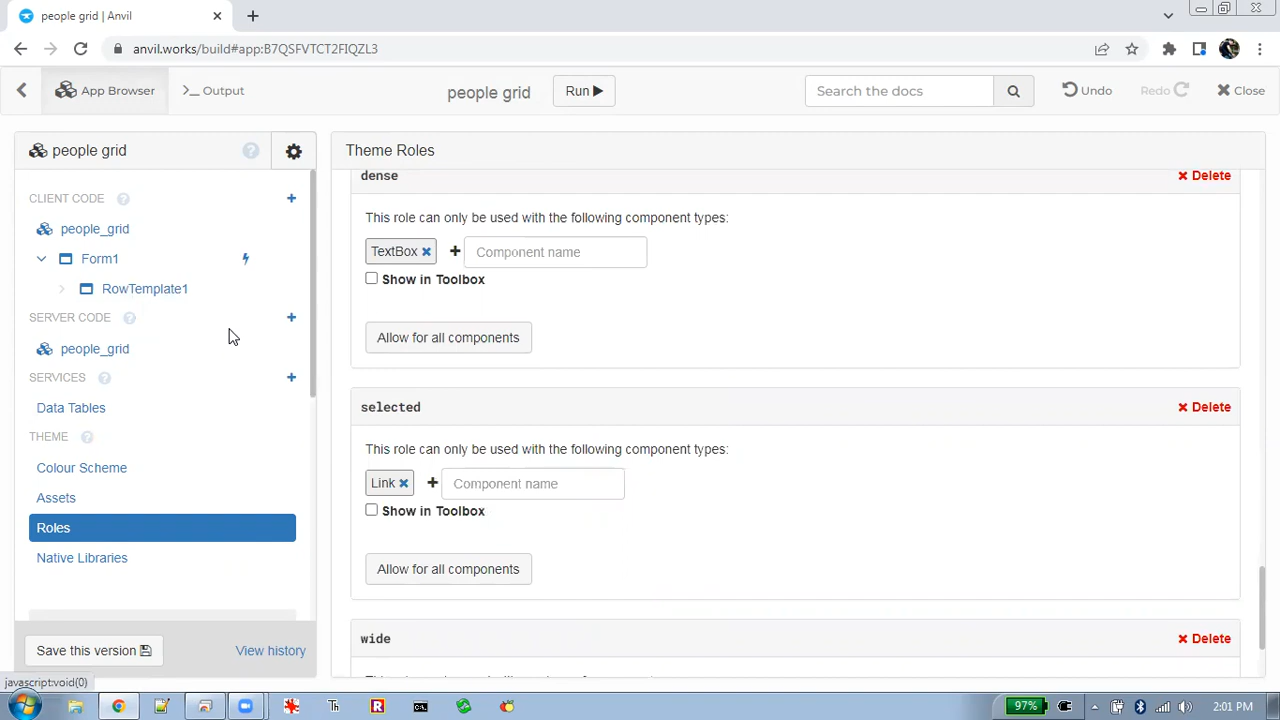 people grid | Anvil
anvil.works/build#app:B7QSFVTCT2FIQZL3
App Browser
>_ Output
people grid
Run
Search the docs
Undo
Redo
Close
people grid
?
Theme Roles
CLIENT CODE ?
people_grid
Form1
RowTemplate1
SERVER CODE ?
people_grid
SERVICES ?
Data Tables
THEME ?
Colour Scheme
Assets
Roles
Native Libraries
Save this version
View history
javascript:void(0)
dense
Delete
This role can only be used with the following component types:
TextBox
Component name
Show in Toolbox
Allow for all components
selected
Delete
This role can only be used with the following component types:
Link
Component name
Show in Toolbox
Allow for all components
wide
Delete
97%
2:01 PM